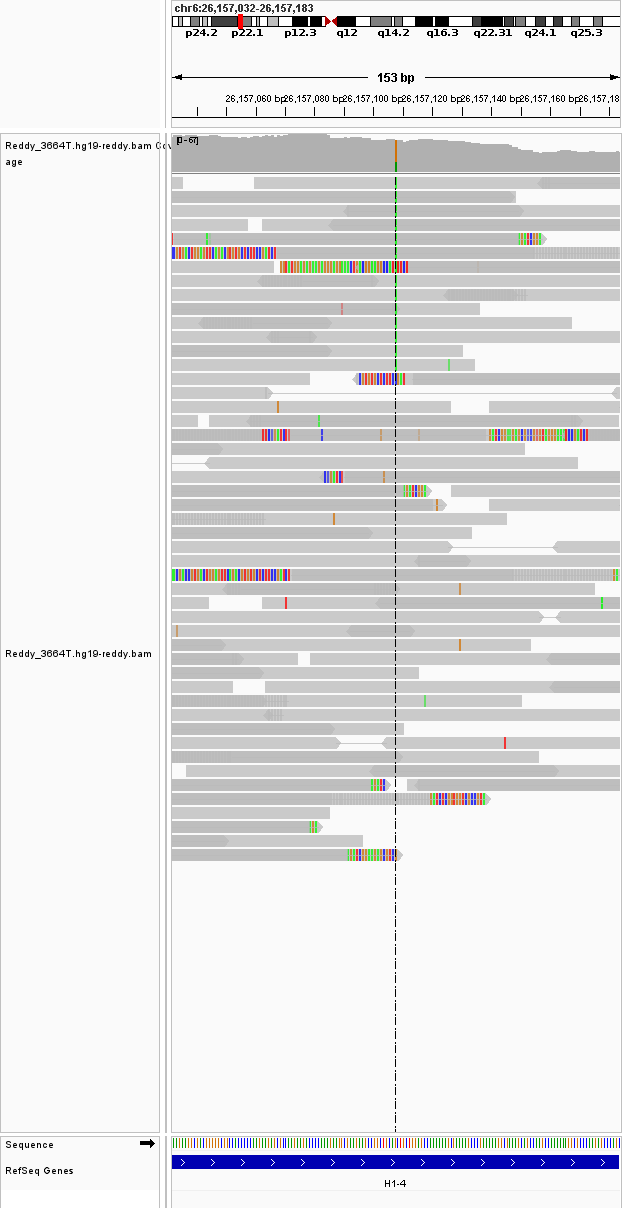 chr6:26,157,032-26,157,183
p24.2 p22.1 p12.3 q12 q14.2 q16.3 q22.31 q24.1 q25.3
153 bp
26,157,060 bp 26,157,080 bp 26,157,100 bp 26,157,120 bp 26,157,140 bp 26,157,160 bp 26,157,18
Reddy_3664T.hg19-reddy.bam Cov
age
[0-67]
Reddy_3664T.hg19-reddy.bam
Sequence
RefSeq Genes
H1-4